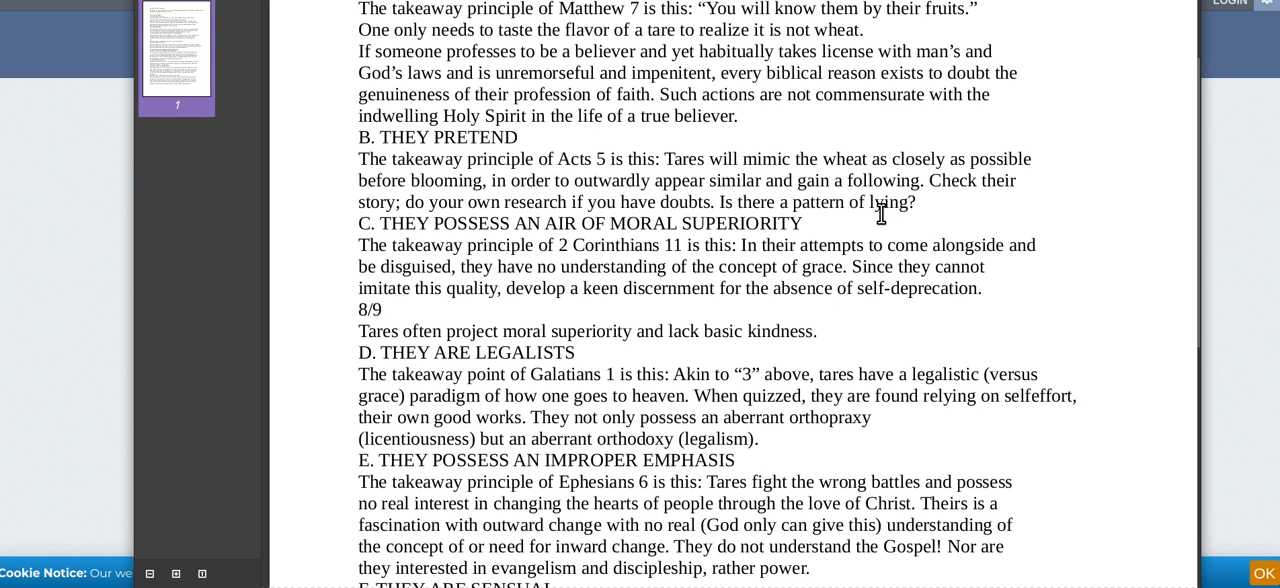 LOGIN
The takeaway principle of Matthew 7 is this: “You will know them by their fruits.”
One only needs to taste the fruit of a tare to realize it is not wheat.
If someone professes to be a believer and yet habitually takes license with man’s and
God’s laws and is unremorseful and impenitent, every biblical reason exists to doubt the
genuineness of their profession of faith. Such actions are not commensurate with the
indwelling Holy Spirit in the life of a true believer.
B. THEY PRETEND
The takeaway principle of Acts 5 is this: Tares will mimic the wheat as closely as possible
before blooming, in order to outwardly appear similar and gain a following. Check their
story; do your own research if you have doubts. Is there a pattern of lying?
C. THEY POSSESS AN AIR OF MORAL SUPERIORITY
The takeaway principle of 2 Corinthians 11 is this: In their attempts to come alongside and
be disguised, they have no understanding of the concept of grace. Since they cannot
imitate this quality, develop a keen discernment for the absence of self-deprecation.
8/9
Tares often project moral superiority and lack basic kindness.
D. THEY ARE LEGALISTS
The takeaway point of Galatians 1 is this: Akin to “3” above, tares have a legalistic (versus
grace) paradigm of how one goes to heaven. When quizzed, they are found relying on selfeffort,
their own good works. They not only possess an aberrant orthopraxy
(licentiousness) but an aberrant orthodoxy (legalism).
E. THEY POSSESS AN IMPROPER EMPHASIS
The takeaway principle of Ephesians 6 is this: Tares fight the wrong battles and possess
no real interest in changing the hearts of people through the love of Christ. Theirs is a
fascination with outward change with no real (God only can give this) understanding of
the concept of or need for inward change. They do not understand the Gospel! Nor are
they interested in evangelism and discipleship, rather power.
F. THEY ARE SENSUAL
1
Cookie Notice: Our we
OK